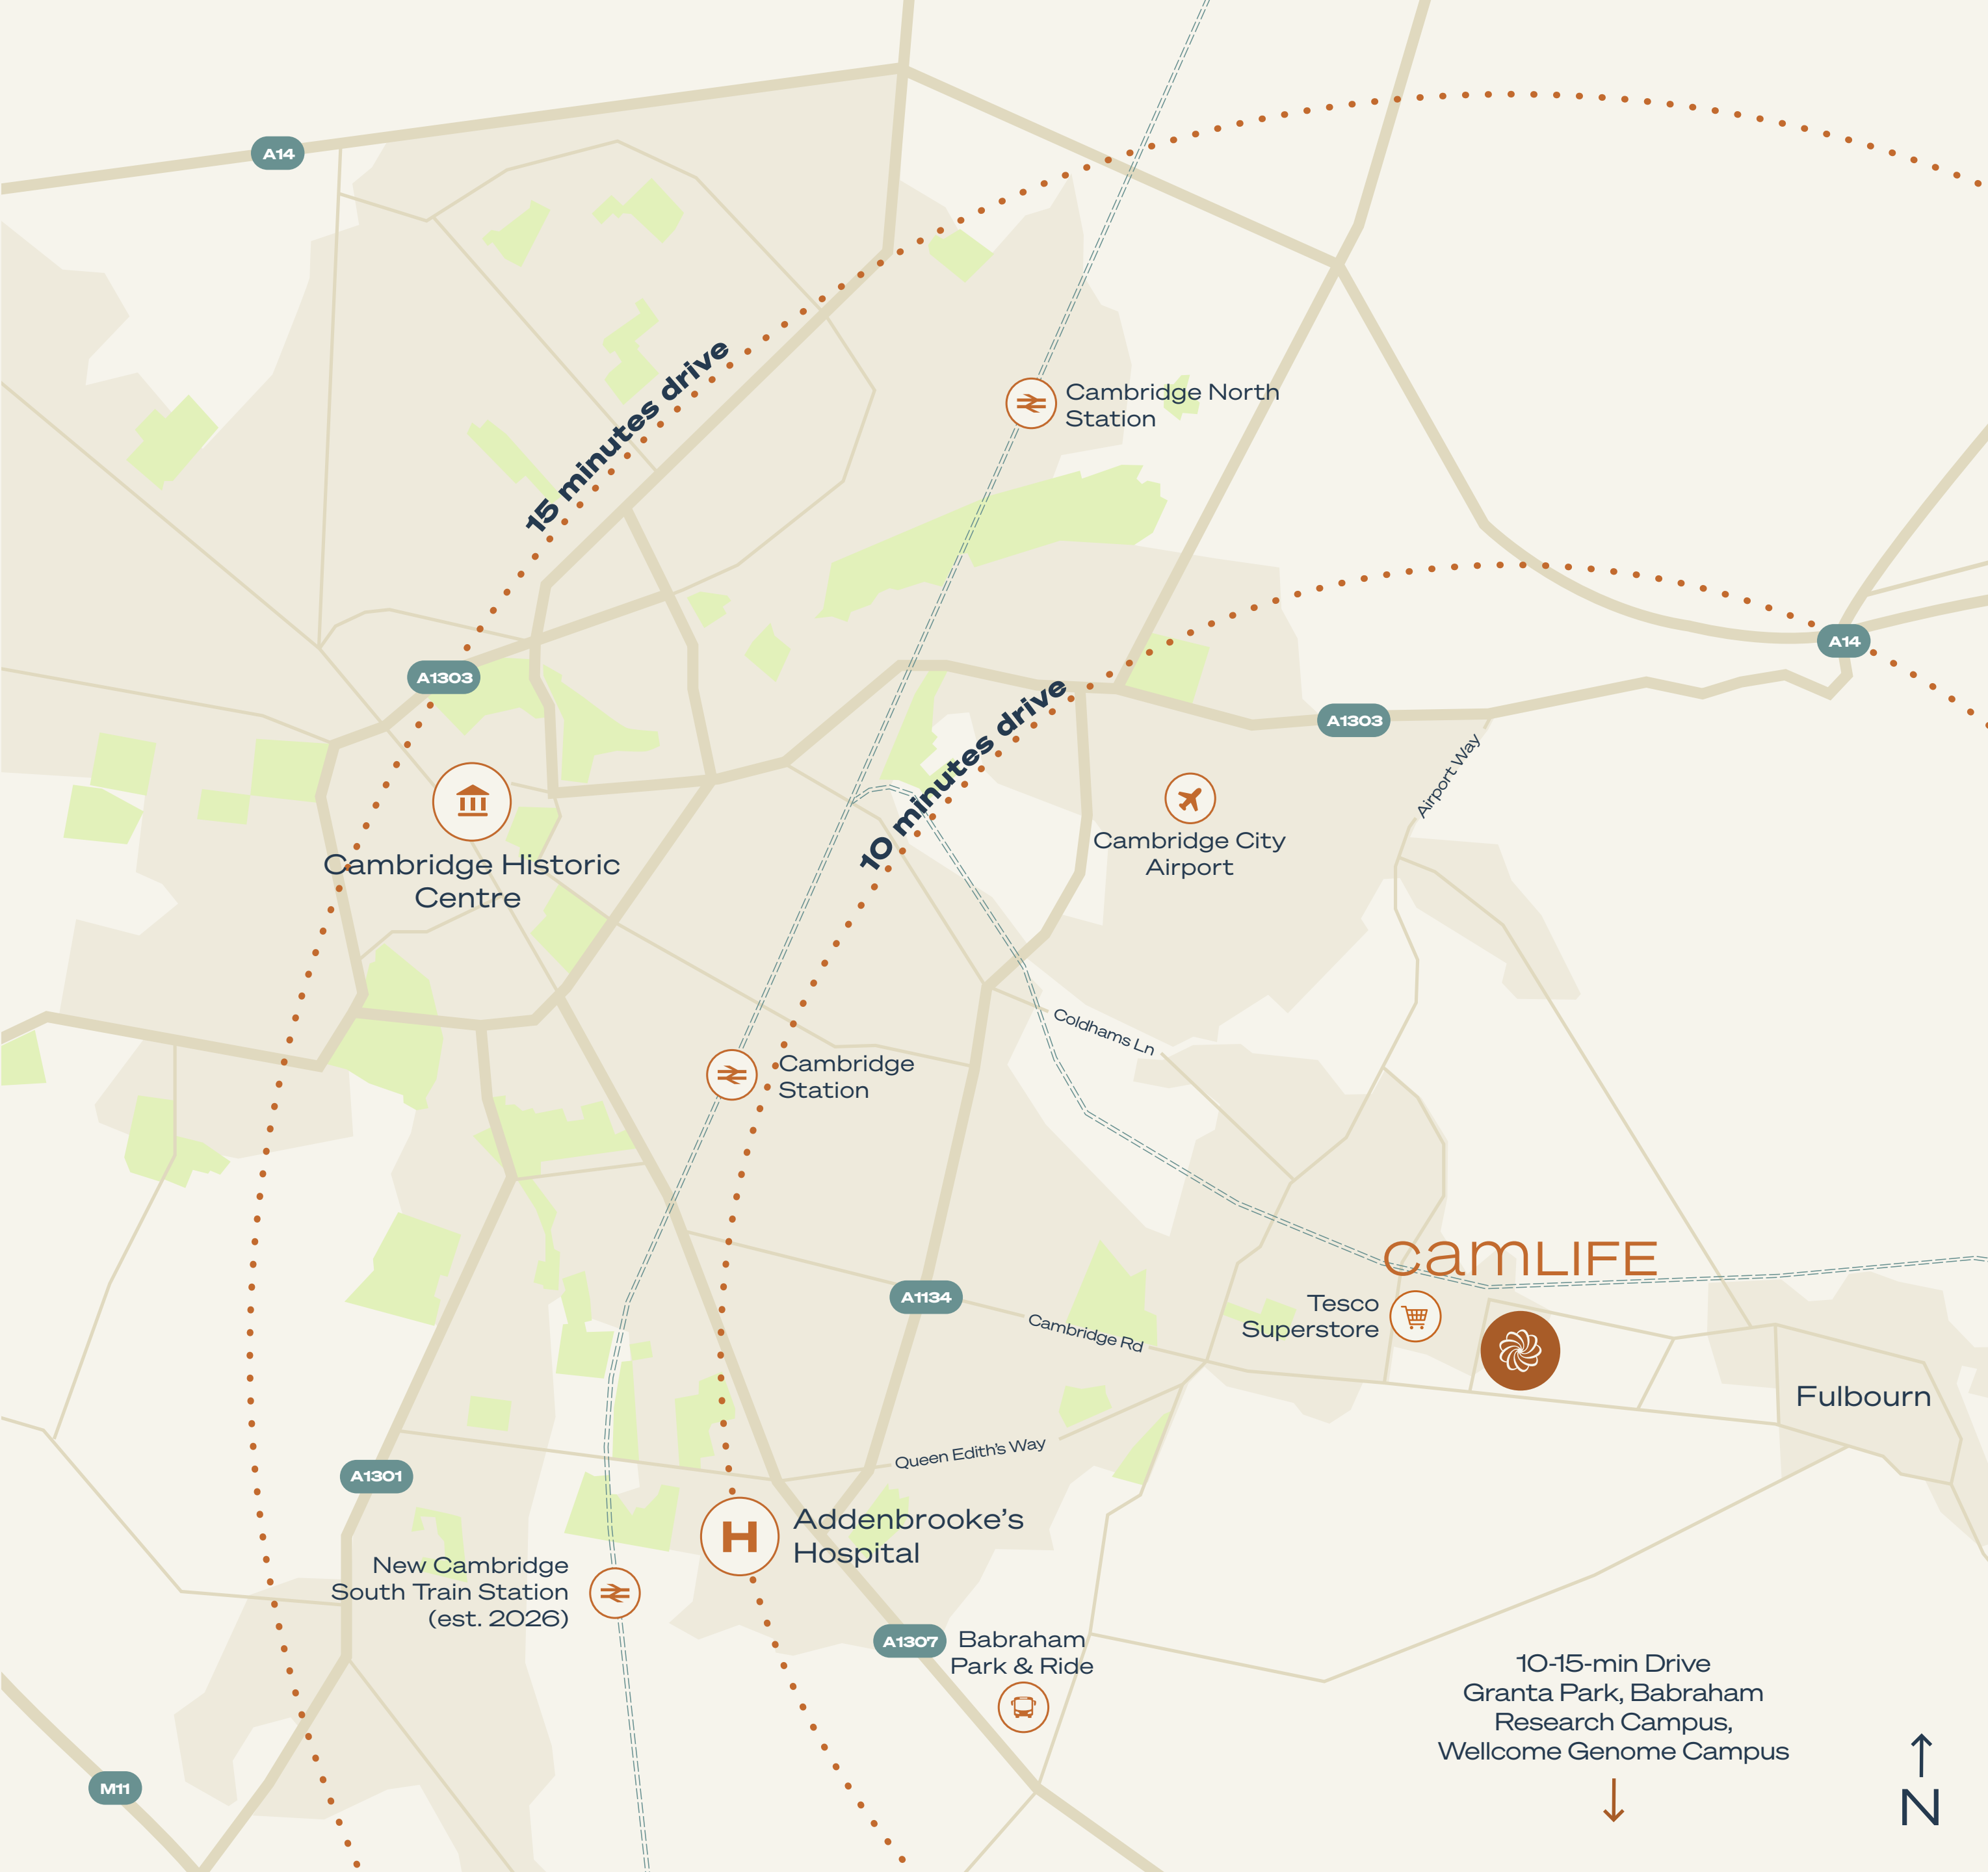 A14
15 minutes drive
Cambridge North
Station
A14
A1303
10 minutes drive
A1303
Airport Way
Cambridge Historic
Centre
Cambridge City
Airport
Coldhams Ln
Cambridge
Station
camLIFE
A1134
Cambridge Rd
Tesco
Superstore
Fulbourn
Queen Edith's Way
A1301
Addenbrooke's
Hospital
H
New Cambridge
South Train Station
(est. 2026)
A1307
Babraham
Park & Ride
10-15-min Drive
Granta Park, Babraham
Research Campus,
Wellcome Genome Campus
M11
N